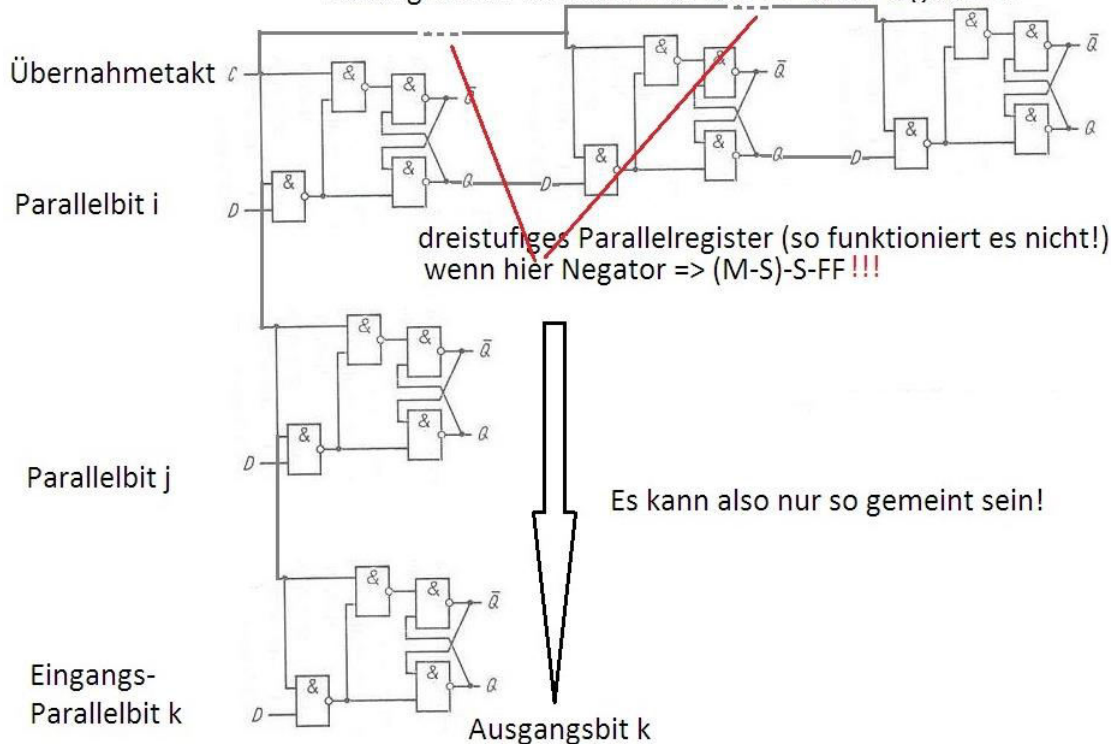 Übernahmetakt C
&
&
&
Q̄
&
Q
D
Parallelbit i
D
&
&
&
Q̄
&
Q
D
&
&
&
Q̄
&
Q
dreistufiges Parallelregister (so funktioniert es nicht!)
wenn hier Negator => (M-S)-S-FF!!!
&
&
Q̄
&
&
Q
D
Parallelbit j
Es kann also nur so gemeint sein!
&
&
Q̄
&
&
Q
D
Eingangs-
Parallelbit k
Ausgangsbit k